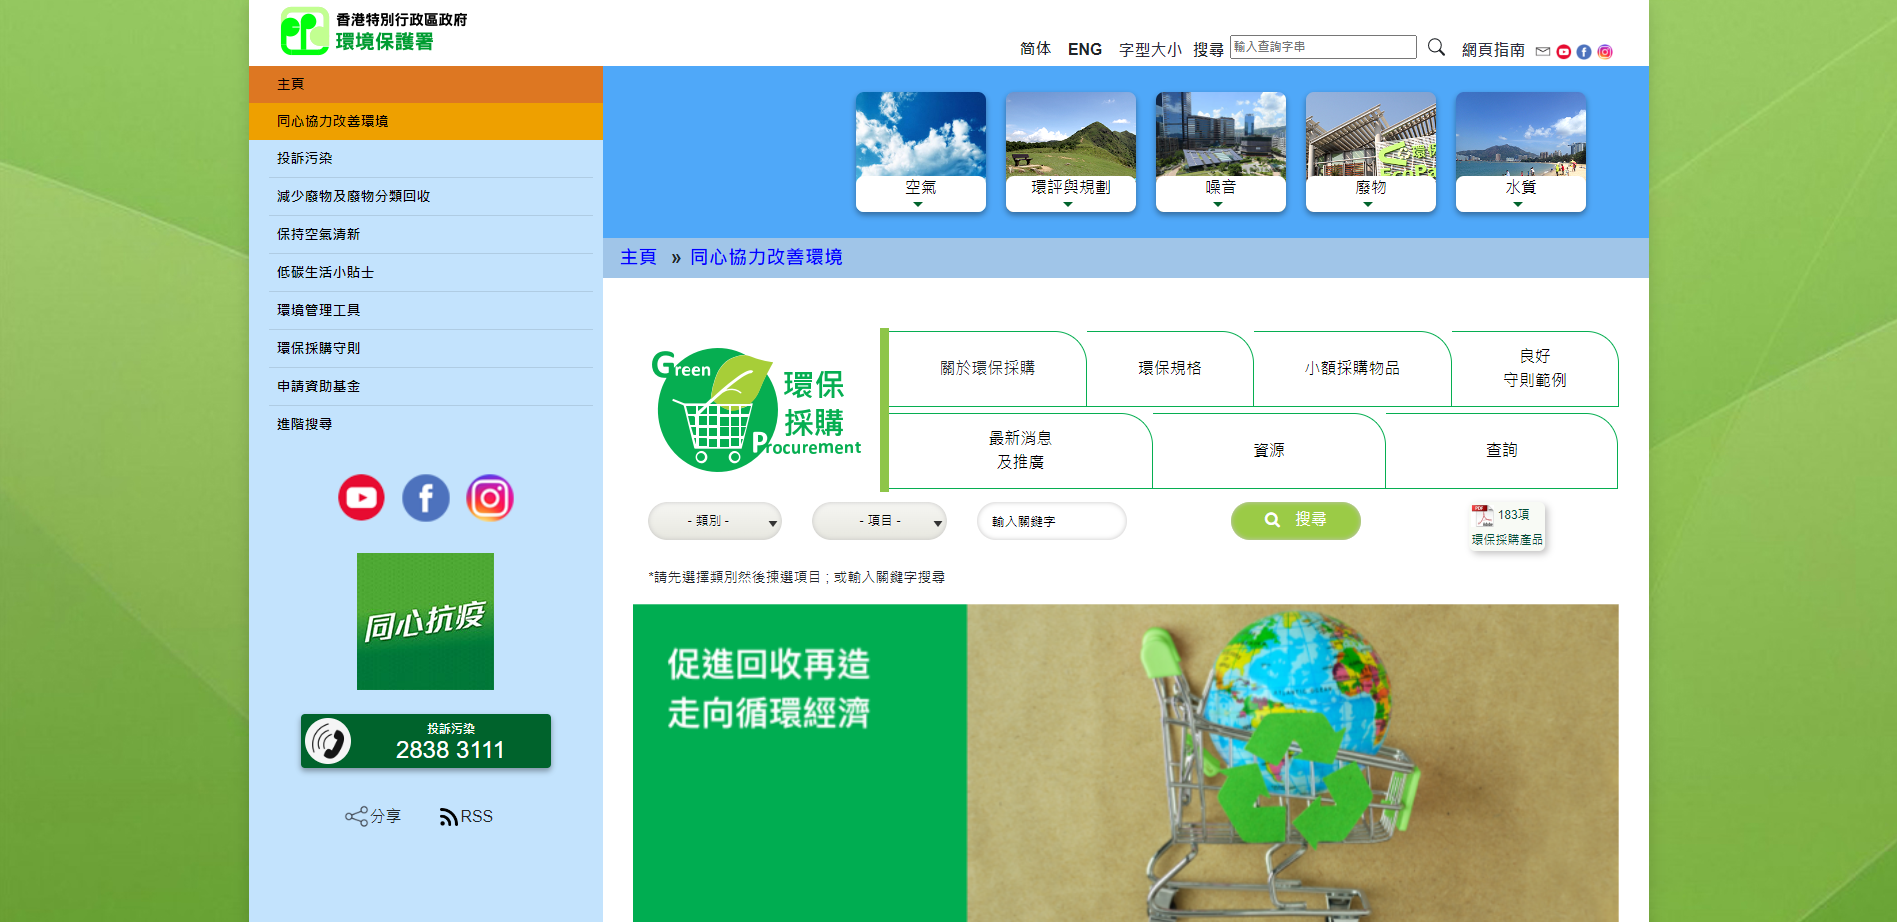 香港特別行政區政府
環境保護署
简体 ENG 字型大小 搜尋 輸入查詢字串 網頁指南
主頁
同心協力改善環境
投訴污染
減少廢物及廢物分類回收
保持空氣清新
低碳生活小貼士
環境管理工具
環保採購守則
申請資助基金
進階搜尋
同心抗疫
投訴污染
2838 3111
分享 RSS
空氣 環評與規劃 噪音 廢物 水質
主頁 » 同心協力改善環境
Green
環保
採購
Procurement
關於環保採購 環保規格 小額採購物品 良好
守則範例
最新消息
及推廣
資源 查詢
- 類別 - - 項目 - 輸入關鍵字 搜尋
PDF 183項
環保採購產品
*請先選擇類別然後揀選項目 ; 或輸入關鍵字搜尋
促進回收再造
走向循環經濟
ATLANTIC OCEAN